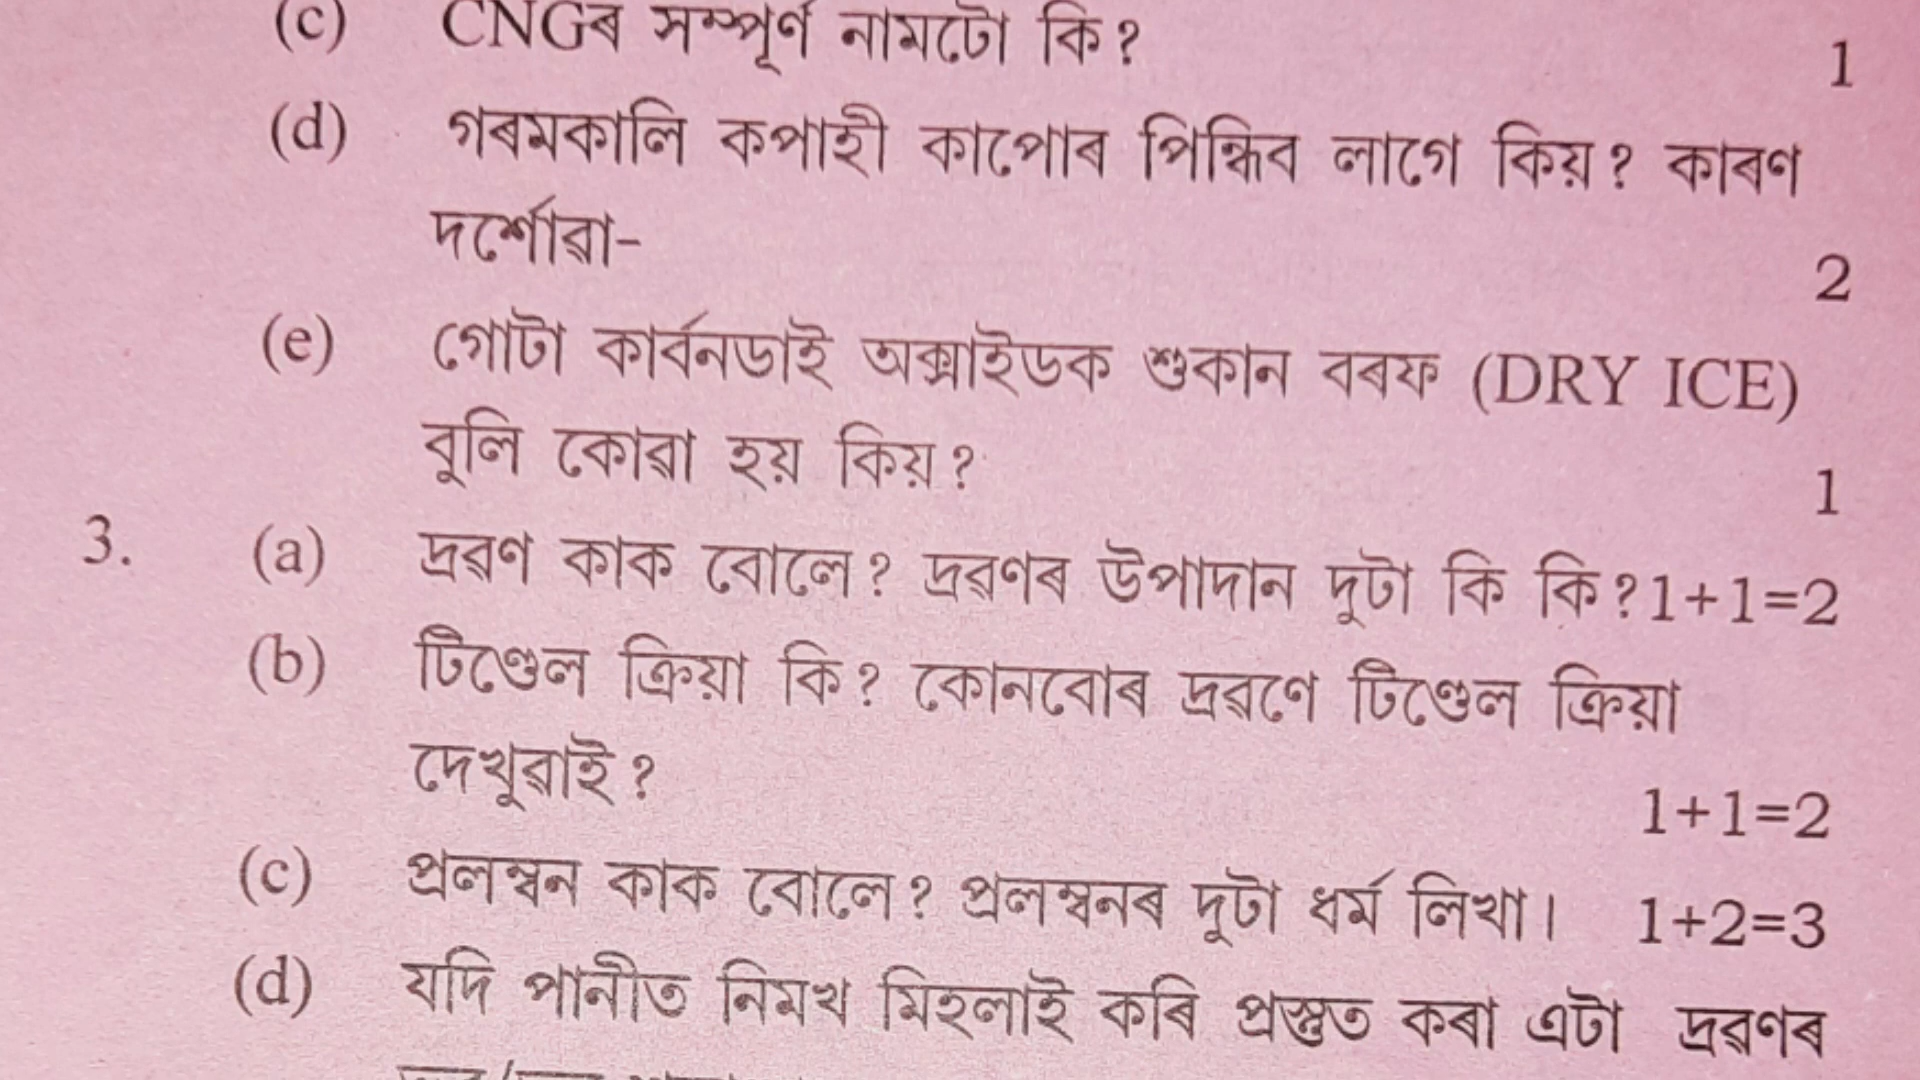 (c) CNGৰ সম্পূৰ্ণ নামটো কি? 1
(d) গৰমকালি কপাহী কাপোৰ পিন্ধিব লাগে কিয়? কাৰণ
দৰ্শোৱা- 2
(e) গোটা কাৰ্বনডাই অক্সাইডক শুকান বৰফ (DRY ICE)
বুলি কোৱা হয় কিয়? 1
3. (a) দ্ৰৱণ কাক বোলে? দ্ৰৱণৰ উপাদান দুটা কি কি? 1+1=2
(b) টিণ্ডেল ক্ৰিয়া কি? কোনবোৰ দ্ৰৱণে টিণ্ডেল ক্ৰিয়া
দেখুৱাই? 1+1=2
(c) প্ৰলম্বন কাক বোলে? প্ৰলম্বনৰ দুটা ধৰ্ম লিখা। 1+2=3
(d) যদি পানীত নিমখ মিহলাই কৰি প্ৰস্তুত কৰা এটা দ্ৰৱণৰ